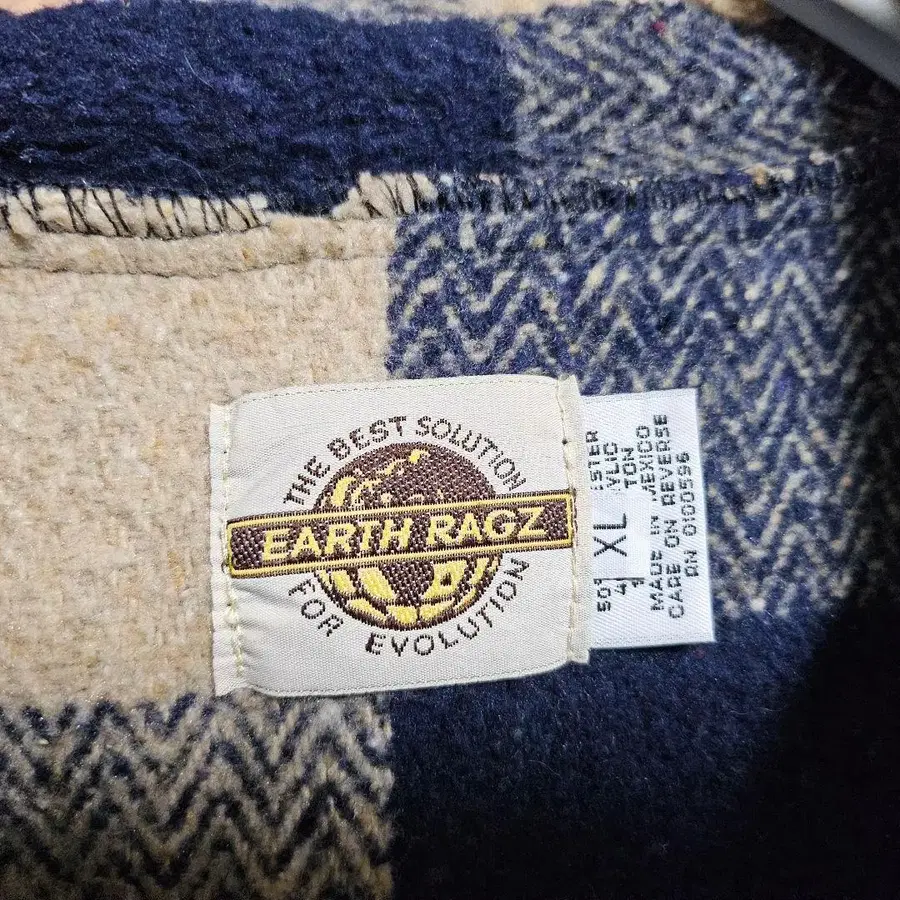 THE BEST SOLUTION
EARTH RAGZ
FOR EVOLUTION
XL
MADE IN MEXICO
CARE ON REVERSE
RN 0100596